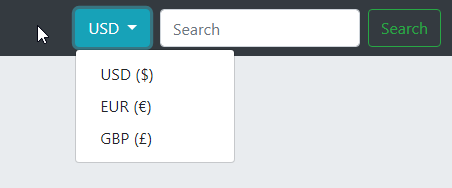 USD Search Search
USD ($)
EUR (€)
GBP (£)